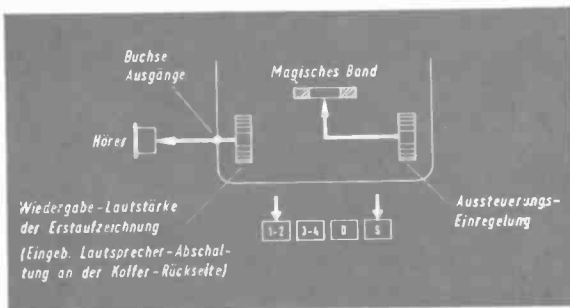 Buchse
Ausgänge
Magisches Band
Hörer
Wiedergabe-Lautstärke
der Erstaufzeichnung
(Eingeb. Lautsprecher-Abschal-
tung an der Koffer-Rückseite)
Aussteuerungs-
Einregelung
1-2 3-4 D S